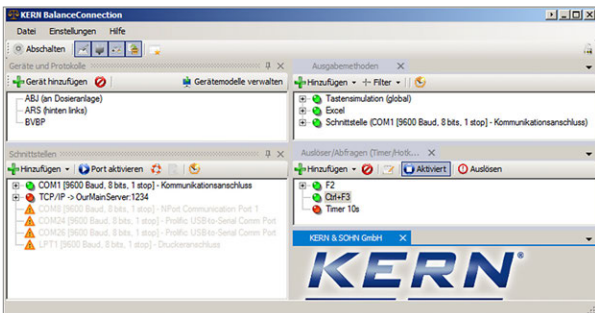 KERN BalanceConnection
Datei Einstellungen Hilfe
Abschalten
Geräte und Protokolle
Gerät hinzufügen Gerätemodelle verwalten
ABJ (an Dosieranlage)
ARS (hinten links)
BVBP
Schnittstellen
Hinzufügen Port aktivieren
COM1 [9600 Baud, 8 bits, 1 stop] - Kommunikationsanschluss
TCP/IP -> OurMainServer:1234
COM8 [9600 Baud, 8 bits, 1 stop] - NPort Communication Port 1
COM24 [9600 Baud, 8 bits, 1 stop] - Prolific USB-to-Serial Comm Port
COM26 [9600 Baud, 8 bits, 1 stop] - Prolific USB-to-Serial Comm Port
LPT1 [9600 Baud, 8 bits, 1 stop] - Druckeranschluss
Ausgabemethoden
Hinzufügen Filter
Tastensimulation (global)
Excel
Schnittstelle (COM1 [9600 Baud, 8 bits, 1 stop] - Kommunikationsanschluss)
Auslöser/Abfragen (Timer/Hotk...
Hinzufügen Aktiviert Auslösen
F2
Ctrl+F3
Timer 10s
KERN & SOHN GmbH
KERN®